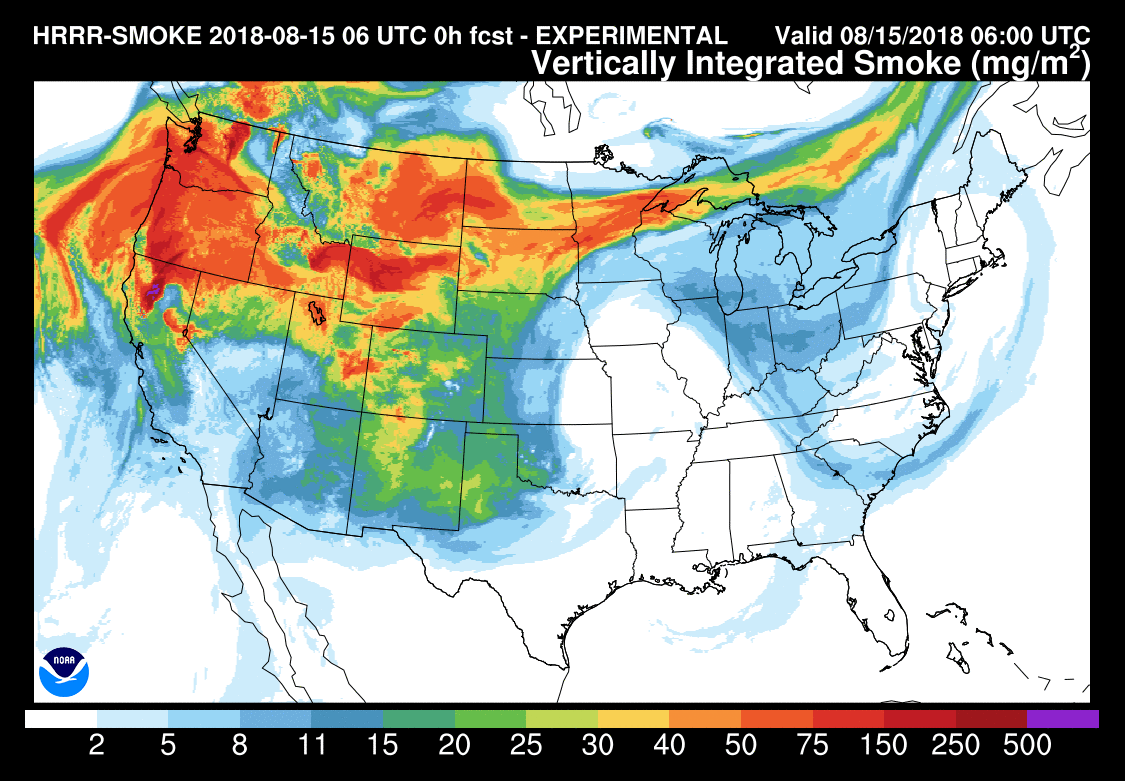 HRRR-SMOKE 2018-08-15 06 UTC 0h fcst - EXPERIMENTAL Valid 08/15/2018 06:00 UTC
Vertically Integrated Smoke (mg/m²)
NOAA
2 5 8 11 15 20 25 30 40 50 75 150 250 500